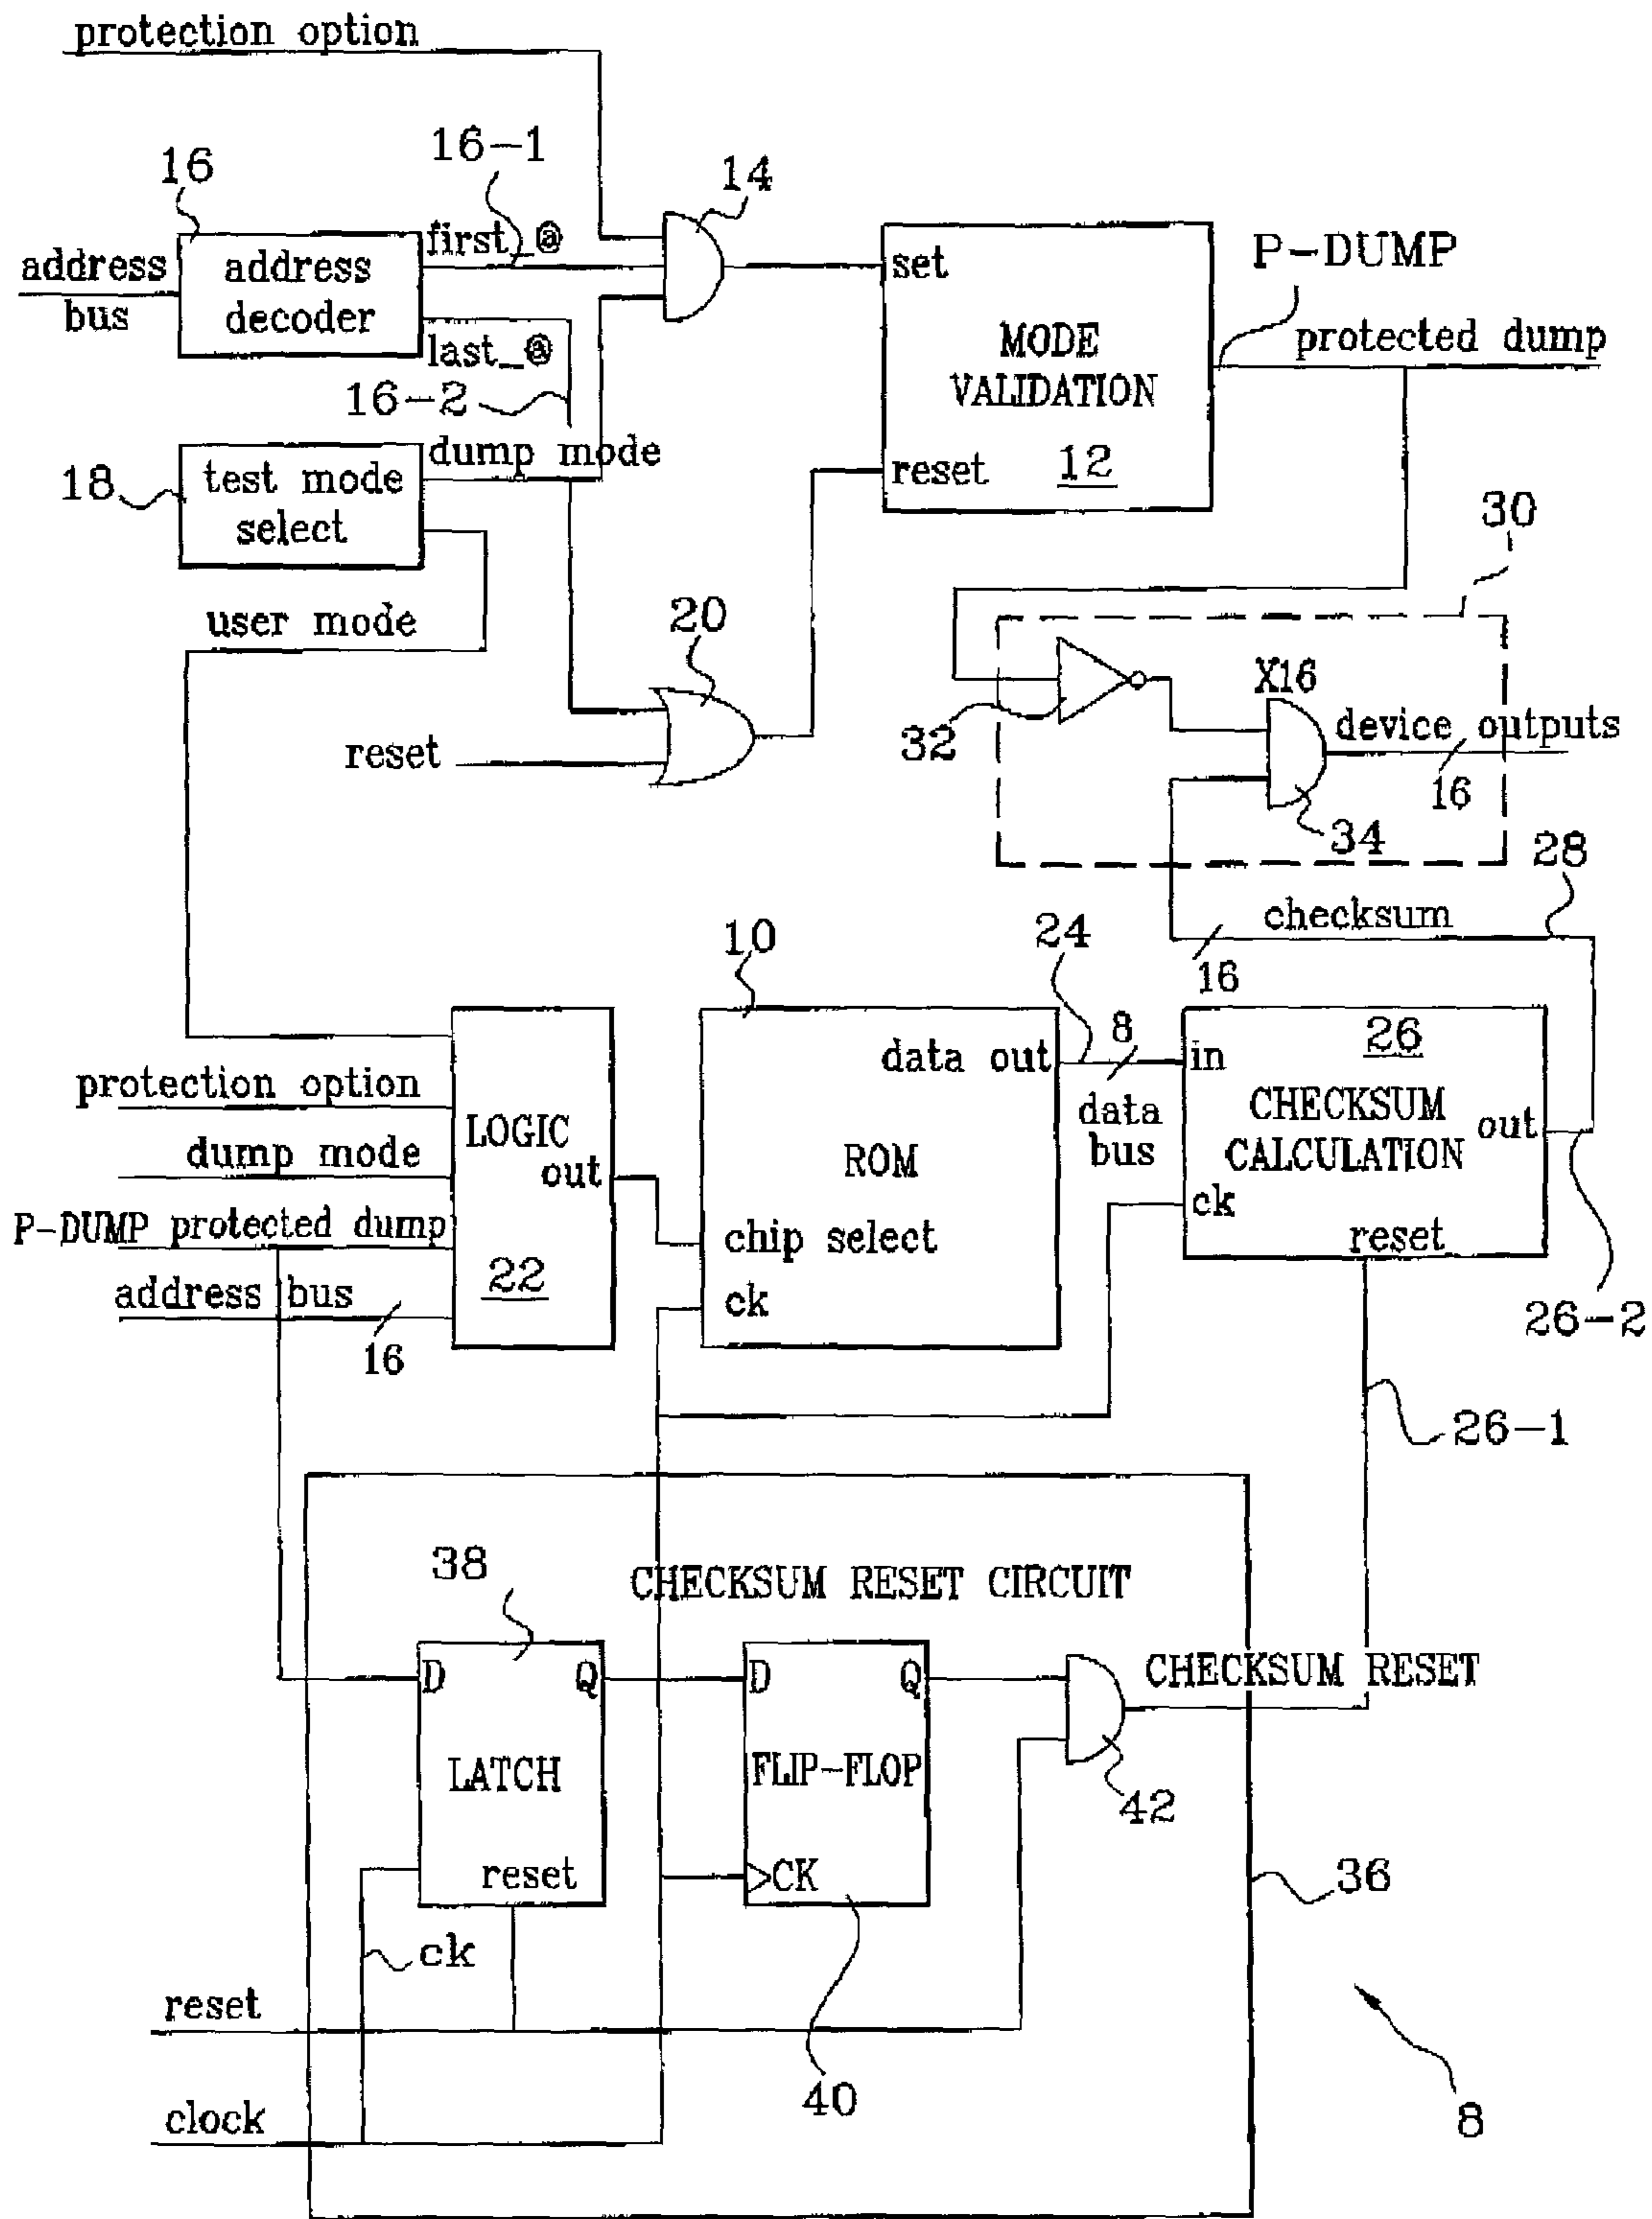 protection option
16
16-1
14
address
bus
address
decoder
first_@
last_@
16-2
set
reset
MODE
VALIDATION
12
P-DUMP
protected dump
18
test mode
select
dump mode
user mode
20
reset
30
32
X16
device outputs
16
34
28
checksum
16
10
24
8
data
bus
protection option
dump mode
P-DUMP protected dump
address bus
16
LOGIC
out
22
data out
ROM
chip select
ck
26
in
CHECKSUM
CALCULATION
out
ck
reset
26-2
26-1
38
CHECKSUM RESET CIRCUIT
D
Q
LATCH
reset
D
Q
FLIP-FLOP
CK
CHECKSUM RESET
42
36
ck
reset
40
clock
8